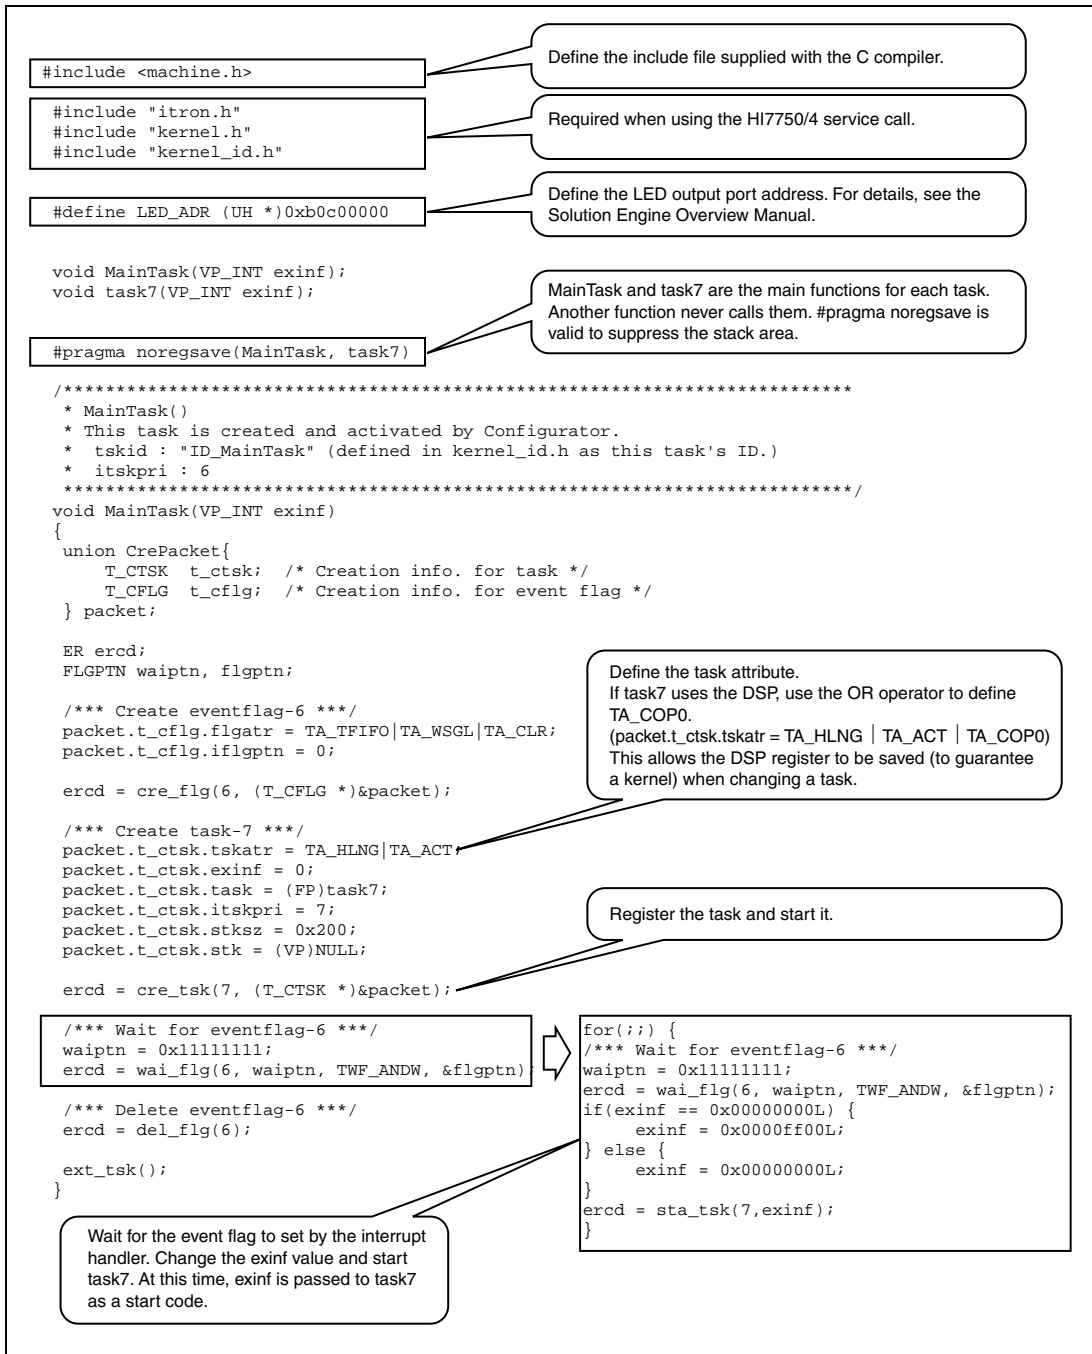 #include <machine.h>
Define the include file supplied with the C compiler.
#include "itron.h"
#include "kernel.h"
#include "kernel_id.h"
Required when using the HI7750/4 service call.
#define LED_ADR (UH *)0xb0c00000
Define the LED output port address. For details, see the
Solution Engine Overview Manual.
void MainTask(VP_INT exinf);
void task7(VP_INT exinf);
MainTask and task7 are the main functions for each task.
Another function never calls them. #pragma noregsave is
valid to suppress the stack area.
#pragma noregsave(MainTask, task7)
/***************************************************************************
* MainTask()
* This task is created and activated by Configurator.
*  tskid : "ID_MainTask" (defined in kernel_id.h as this task's ID.)
*  itskpri : 6
***************************************************************************/
void MainTask(VP_INT exinf)
{
union CrePacket{
T_CTSK  t_ctsk;  /* Creation info. for task */
T_CFLG  t_cflg;  /* Creation info. for event flag */
} packet;
ER ercd;
FLGPTN waiptn, flgptn;
/*** Create eventflag-6 ***/
packet.t_cflg.flgatr = TA_TFIFO|TA_WSGL|TA_CLR;
packet.t_cflg.iflgptn = 0;
ercd = cre_flg(6, (T_CFLG *)&packet);
Define the task attribute.
If task7 uses the DSP, use the OR operator to define
TA_COP0.
(packet.t_ctsk.tskatr = TA_HLNG | TA_ACT | TA_COP0)
This allows the DSP register to be saved (to guarantee
a kernel) when changing a task.
/*** Create task-7 ***/
packet.t_ctsk.tskatr = TA_HLNG|TA_ACT;
packet.t_ctsk.exinf = 0;
packet.t_ctsk.task = (FP)task7;
packet.t_ctsk.itskpri = 7;
packet.t_ctsk.stksz = 0x200;
packet.t_ctsk.stk = (VP)NULL;
Register the task and start it.
ercd = cre_tsk(7, (T_CTSK *)&packet);
/*** Wait for eventflag-6 ***/
waiptn = 0x11111111;
ercd = wai_flg(6, waiptn, TWF_ANDW, &flgptn);
/*** Delete eventflag-6 ***/
ercd = del_flg(6);
ext_tsk();
}
for(;;) {
/*** Wait for eventflag-6 ***/
waiptn = 0x11111111;
ercd = wai_flg(6, waiptn, TWF_ANDW, &flgptn);
if(exinf == 0x00000000L) {
exinf = 0x0000ff00L;
} else {
exinf = 0x00000000L;
}
ercd = sta_tsk(7,exinf);
}
Wait for the event flag to set by the interrupt
handler. Change the exinf value and start
task7. At this time, exinf is passed to task7
as a start code.